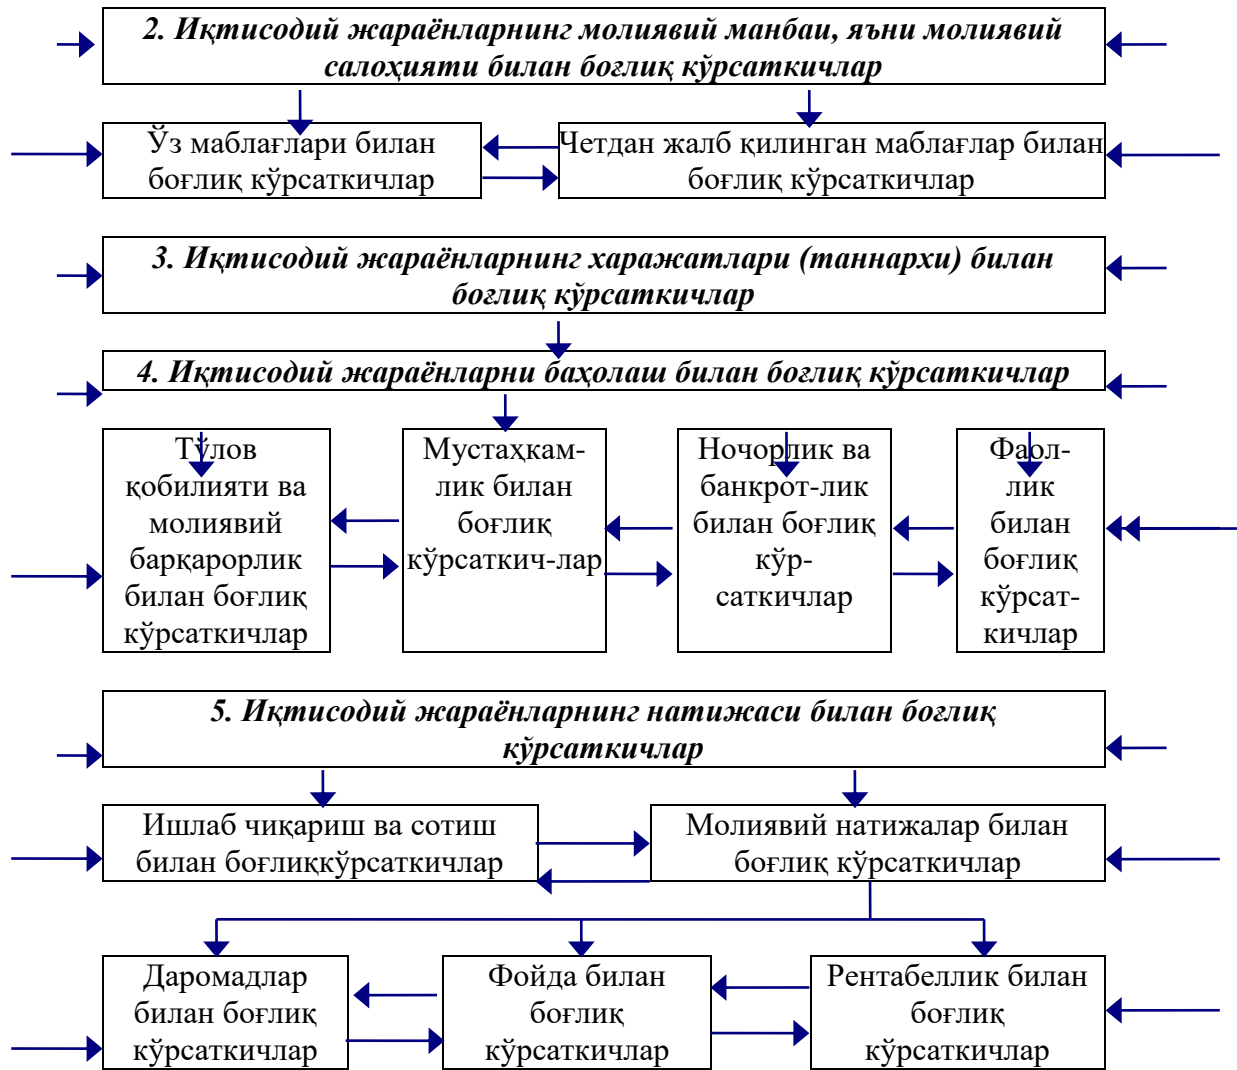 2. Иқтисодий жараёнларнинг молиявий манбаи, яъни молиявий
салоҳияти билан боғлиқ кўрсаткичлар
Ўз маблағлари билан
боғлиқ кўрсаткичлар
Четдан жалб қилинган маблағлар билан
боғлиқ кўрсаткичлар
3. Иқтисодий жараёнларнинг харажатлари (таннархи) билан
боғлиқ кўрсаткичлар
4. Иқтисодий жараёнларни баҳолаш билан боғлиқ кўрсаткичлар
Тўлов
қобилияти ва
молиявий
барқарорлик
билан боғлиқ
кўрсаткичлар
Мустаҳкам-
лик билан
боғлиқ
кўрсаткич-лар
Ночорлик ва
банкрот-лик
билан боғлиқ
кўр-
саткичлар
Фаол-
лик
билан
боғлиқ
кўрсат-
кичлар
5. Иқтисодий жараёнларнинг натижаси билан боғлиқ
кўрсаткичлар
Ишлаб чиқариш ва сотиш
билан боғлиқкўрсаткичлар
Молиявий натижалар билан
боғлиқ кўрсаткичлар
Даромадлар
билан боғлиқ
кўрсаткичлар
Фойда билан
боғлиқ
кўрсаткичлар
Рентабеллик билан
боғлиқ
кўрсаткичлар